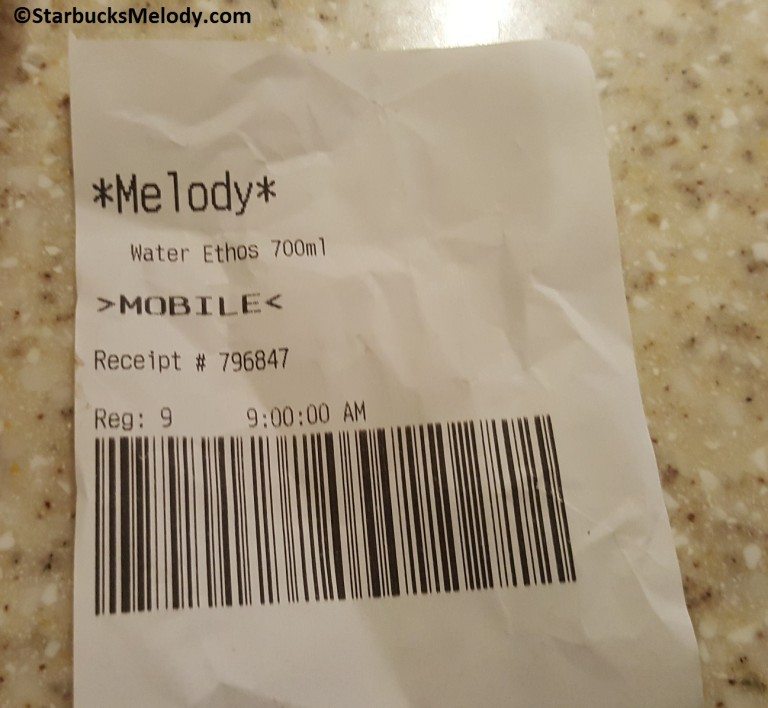 ©StarbucksMelody.com
*Melody*
Water Ethos 700ml
>MOBILE<
Receipt # 796847
Reg: 9 9:00:00 AM